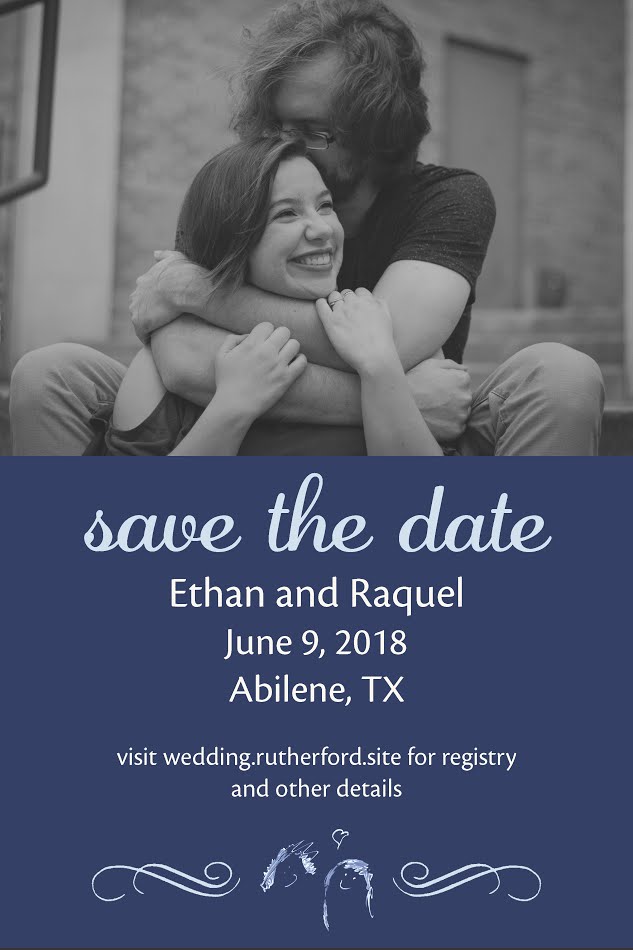 save the date
Ethan and Raquel
June 9, 2018
Abilene, TX
visit wedding.rutherford.site for registry
and other details